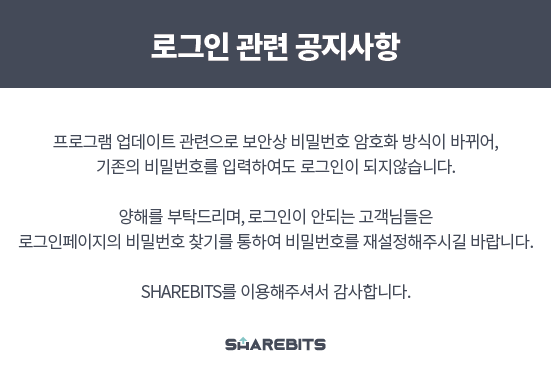 로그인 관련 공지사항
프로그램 업데이트 관련으로 보안상 비밀번호 암호화 방식이 바뀌어,
기존의 비밀번호를 입력하여도 로그인이 되지않습니다.
양해를 부탁드리며, 로그인이 안되는 고객님들은
로그인페이지의 비밀번호 찾기를 통하여 비밀번호를 재설정해주시길 바랍니다.
SHAREBITS를 이용해주셔서 감사합니다.
SHAREBITS